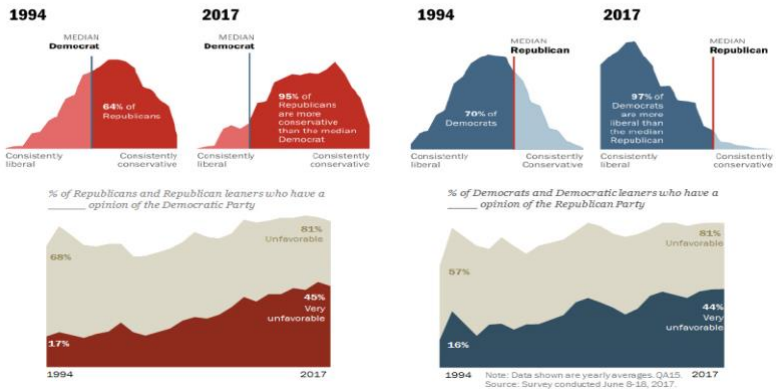 1994
MEDIAN
Democrat
64% of
Republicans
Consistently
liberal
Consistently
conservative
2017
MEDIAN
Democrat
95% of
Republicans
are more
conservative
than the median
Democrat
Consistently
liberal
Consistently
conservative
1994
MEDIAN
Republican
70% of
Democrats
Consistently
liberal
Consistently
Conservative
2017
MEDIAN
Republican
97% of
Democrats
are more
liberal than
the median
Republican
Consistently
liberal
Consistently
conservative
% of Republicans and Republican leaners who have a
______ opinion of the Democratic Party
81%
Unfavorable
68%
45%
Very
unfavorable
17%
1994
2017
% of Democrats and Democratic leaners who have a
_____ opinion of the Republican Party
81%
Unfavorable
57%
44%
Very
unfavorable
16%
1994
2017
Note: Data shown are yearly averages. QA15.
Source: Survey conducted June 8-18, 2017.